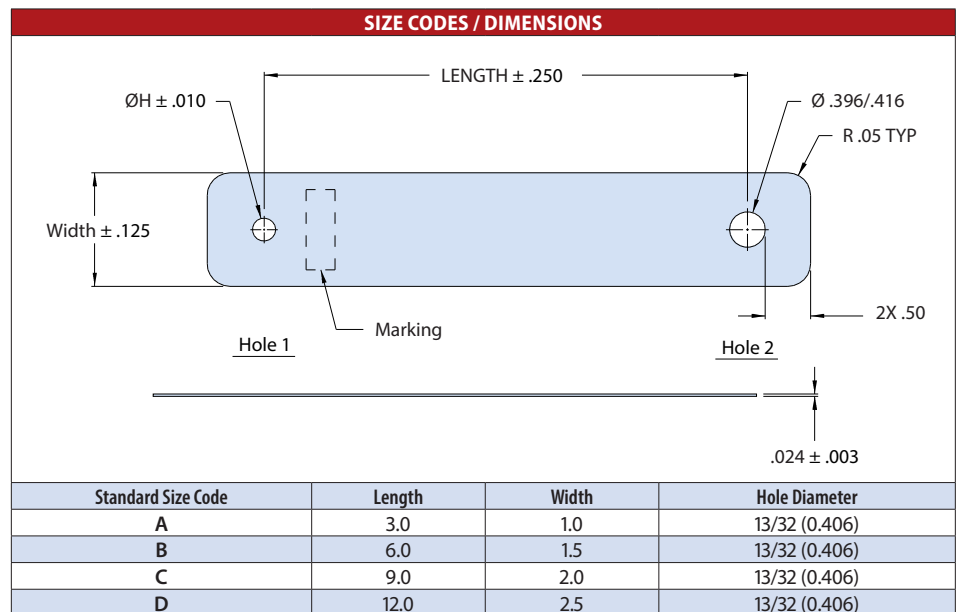 SIZE CODES / DIMENSIONS
LENGTH ± .250
ØH ± .010
Ø .396/.416
R .05 TYP
Width ± .125
2X .50
Marking
Hole 1
Hole 2
.024 ± .003
Standard Size Code Length Width Hole Diameter
A 3.0 1.0 13/32 (0.406)
B 6.0 1.5 13/32 (0.406)
C 9.0 2.0 13/32 (0.406)
D 12.0 2.5 13/32 (0.406)